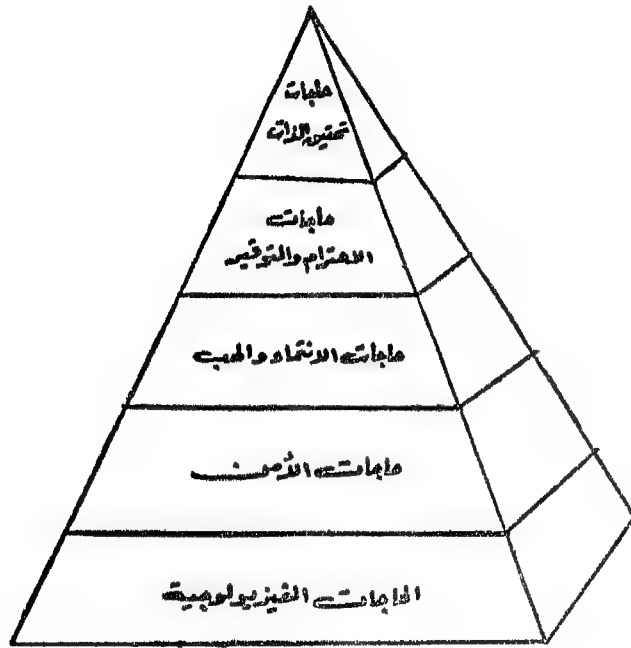 حاجات
تحقيق الذات
حاجات
الاحترام والتوقير
حاجات الانتماء والحب
حاجات الأمن
الحاجات الفيزيولوجية